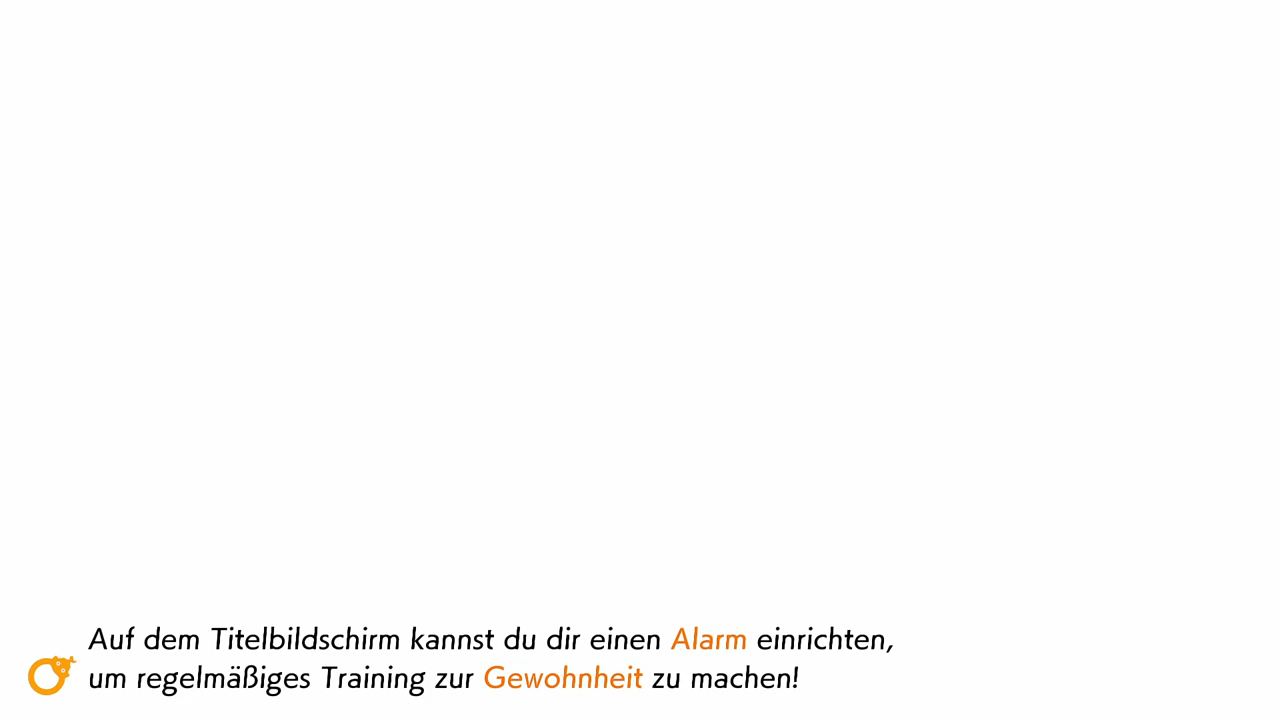 Auf dem Titelbildschirm kannst du dir einen Alarm einrichten,
um regelmäßiges Training zur Gewohnheit zu machen!